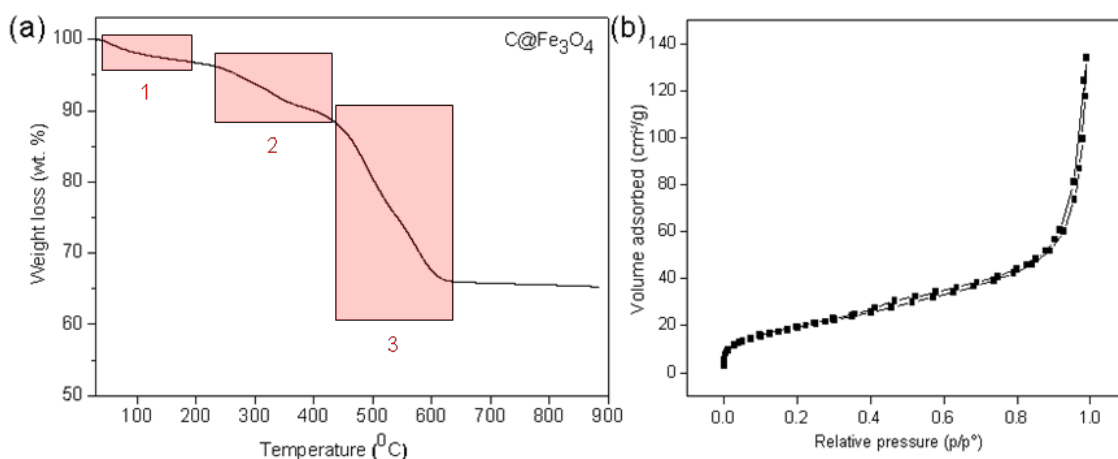 (a)
C@Fe₃O₄
100
90
80
70
65
60
50
Weight loss (wt. %)
1
2
3
100 200 300 400 500 600 700 800 900
Temperature (⁰C)
(b)
140
120
100
80
60
40
20
0
Volume adsorbed (cm³/g)
0.0 0.2 0.4 0.6 0.8 1.0
Relative pressure (p/p°)